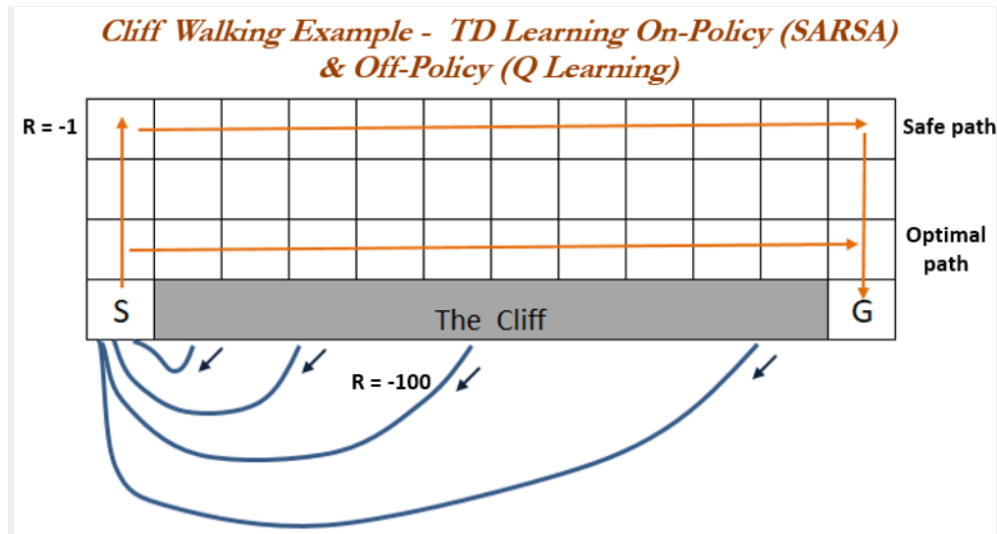 Cliff Walking Example - TD Learning On-Policy (SARSA)
& Off-Policy (Q Learning)
R = -1
Safe path
Optimal
path
S
The Cliff
G
R = -100